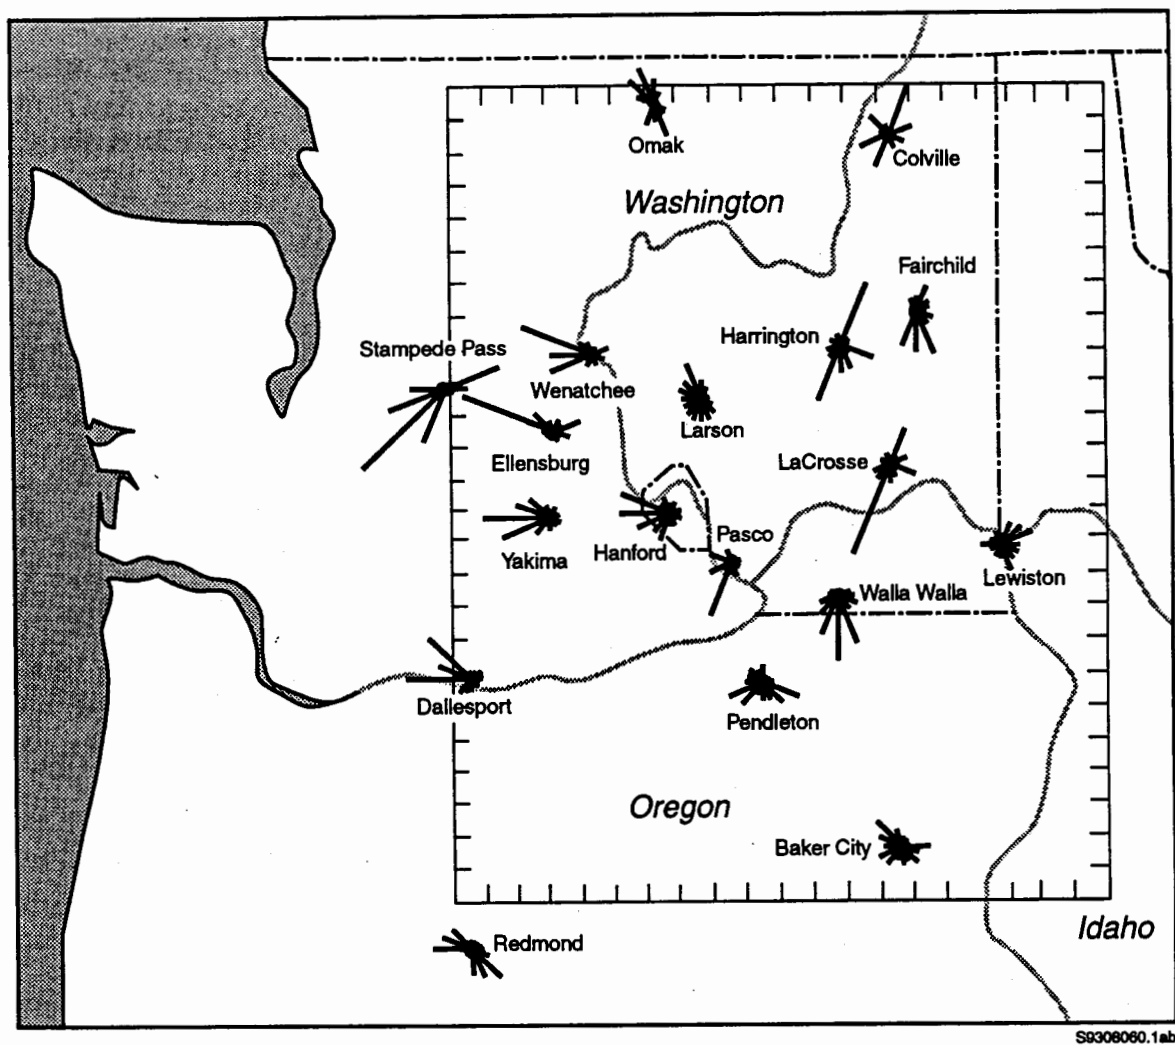 Omak
Colville
Washington
Fairchild
Harrington
Stampede Pass
Wenatchee
Larson
Ellensburg
LaCrosse
Yakima
Hanford
Pasco
Lewiston
Walla Walla
Dallesport
Pendleton
Oregon
Baker City
Idaho
Redmond
S9308060.1ab